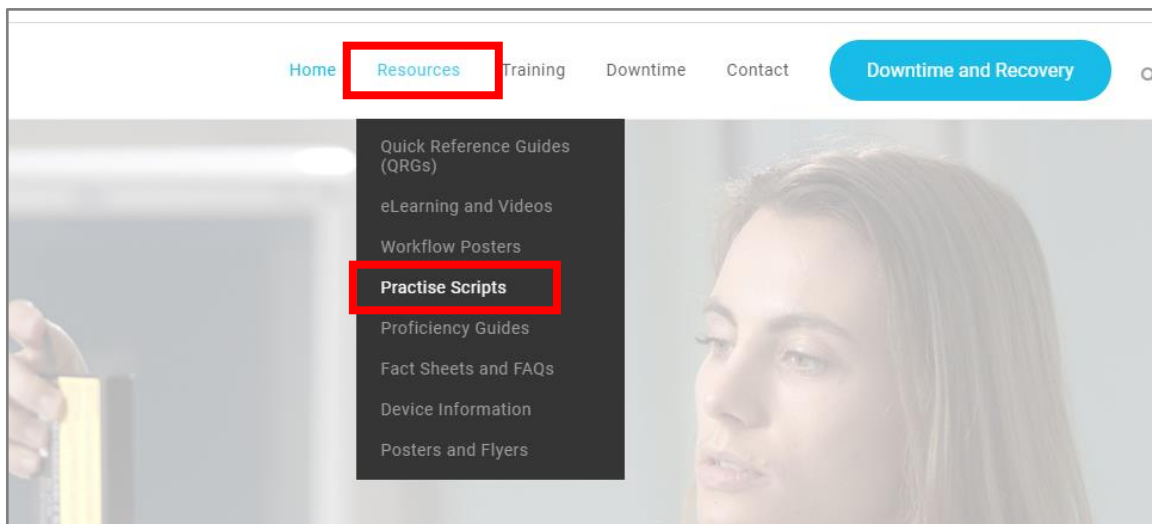 Home Resources Training Downtime Contact Downtime and Recovery
Quick Reference Guides
(QRGs)
eLearning and Videos
Workflow Posters
Practise Scripts
Proficiency Guides
Fact Sheets and FAQs
Device Information
Posters and Flyers